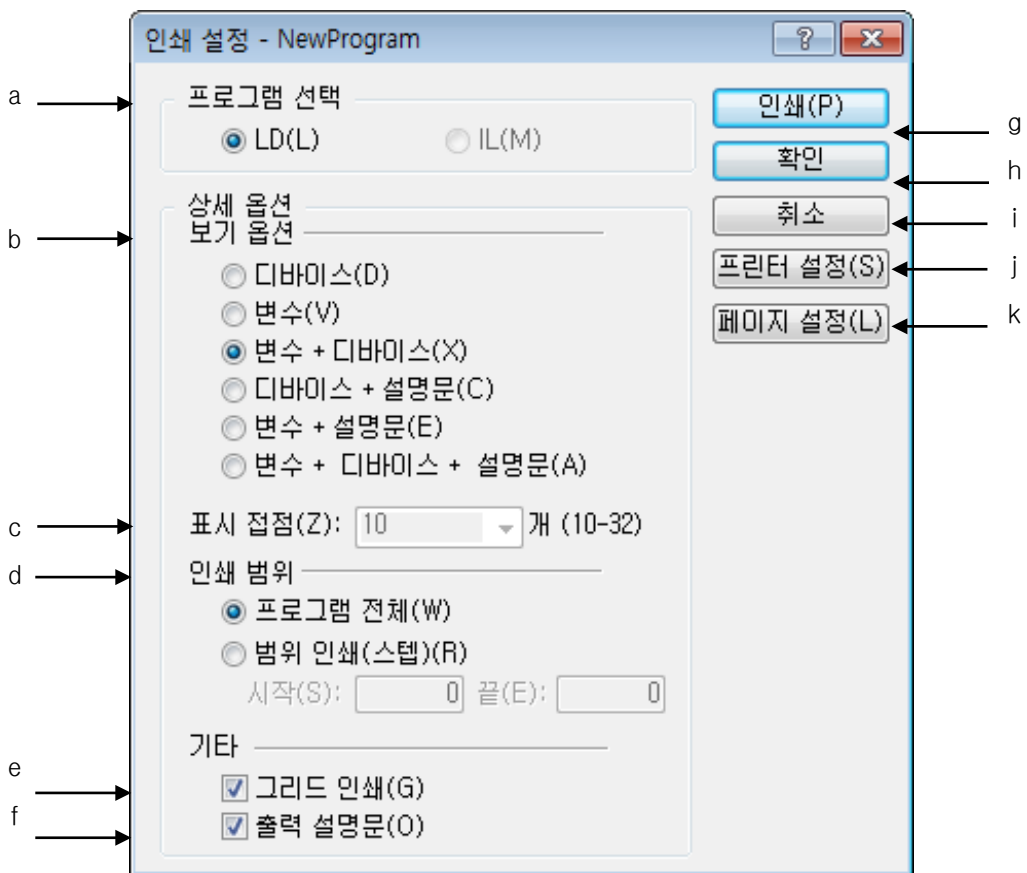 인쇄 설정 - NewProgram
?
a
프로그램 선택
LD(L) IL(M)
인쇄(P)
g
확인
h
취소
i
프린터 설정(S)
j
페이지 설정(L)
k
상세 옵션
b
보기 옵션
디바이스(D)
변수(V)
변수 + 디바이스(X)
디바이스 + 설명문(C)
변수 + 설명문(E)
변수 + 디바이스 + 설명문(A)
c
표시 접점(Z): 10 개 (10-32)
d
인쇄 범위
프로그램 전체(W)
범위 인쇄(스텝)(R)
시작(S): 0 끝(E): 0
기타
e
그리드 인쇄(G)
f
출력 설명문(O)